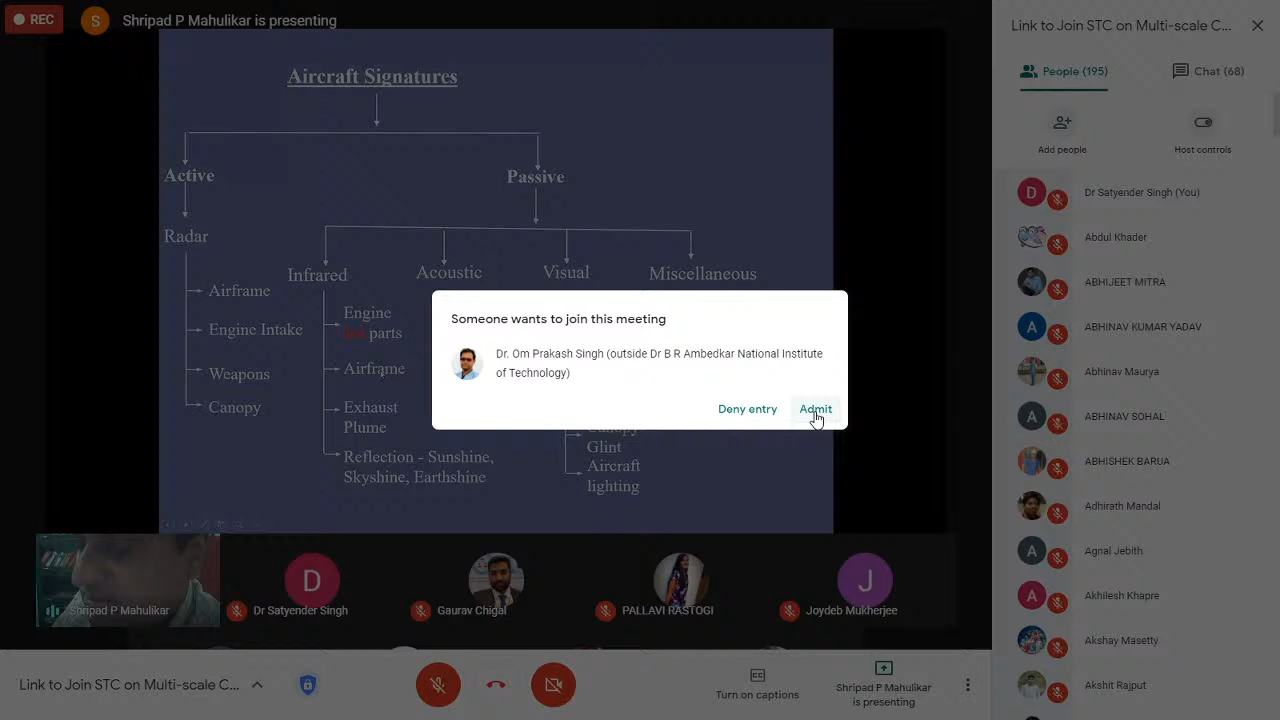 REC
S
Shripad P Mahulikar is presenting
Aircraft Signatures
Active
Passive
Radar
Infrared
Acoustic
Visual
Miscellaneous
Airframe
Engine Intake
Weapons
Canopy
Engine
hot parts
Airframe
Exhaust
Plume
Reflection - Sunshine,
Skyshine, Earthshine
Canopy
Glint
Aircraft
lighting
Someone wants to join this meeting
Dr. Om Prakash Singh (outside Dr B R Ambedkar National Institute
of Technology)
Deny entry
Admit
Shripad P Mahulikar
D
Dr Satyender Singh
Gaurav Chigal
PALLAVI RASTOGI
J
Joydeb Mukherjee
Link to Join STC on Multi-scale C...
Turn on captions
Shripad P Mahulikar
is presenting
Link to Join STC on Multi-scale C...
People (195)
Chat (68)
Add people
Host controls
D
Dr Satyender Singh (You)
Abdul Khader
ABHIJEET MITRA
A
ABHINAV KUMAR YADAV
Abhinav Maurya
A
ABHINAV SOHAL
ABHISHEK BARUA
Adhirath Mandal
A
Agnal Jebith
A
Akhilesh Khapre
Akshay Masetty
Akshit Rajput